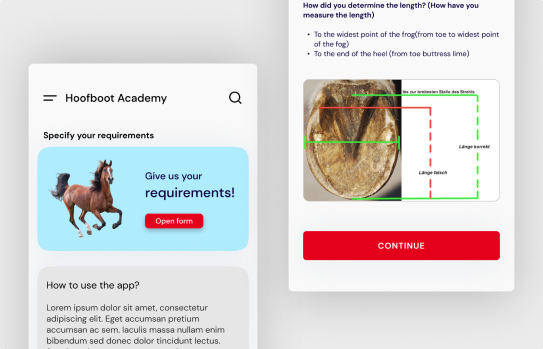 Hoofboot Academy
Specify your requirements
Give us your
requirements!
Open form
How to use the app?
Lorem ipsum dolor sit amet, consectetur
adipiscing elit. Eget accumsan pretium
accumsan ac sem. Iaculis massa nullam enim
bibendum sed donec dolor tincidunt lectus.
How did you determine the length? (How have you
measure the length)
• To the widest point of the frog(from toe to widest point
of the fog)
• To the end of the heel (from toe buttress lime)
bis zur breitesten Stelle des Strahls
Länge korrekt
Länge falsch
CONTINUE